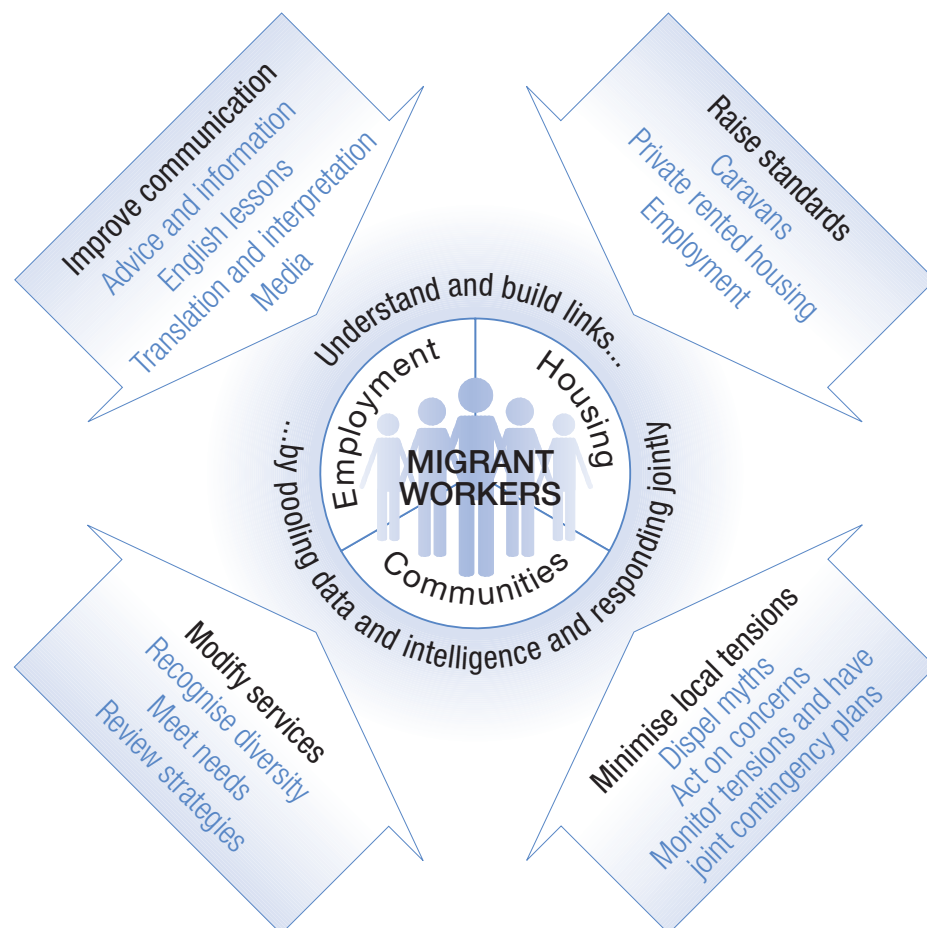 Improve communication
Advice and information
English lessons
Translation and interpretation
Media
Raise standards
Caravans
Private rented housing
Employment
Understand and build links...
...by pooling data and intelligence and responding jointly
Employment
Housing
Communities
MIGRANT
WORKERS
Modify services
Recognise diversity
Meet needs
Review strategies
Minimise local tensions
Dispel myths
Act on concerns
Monitor tensions and have
joint contingency plans